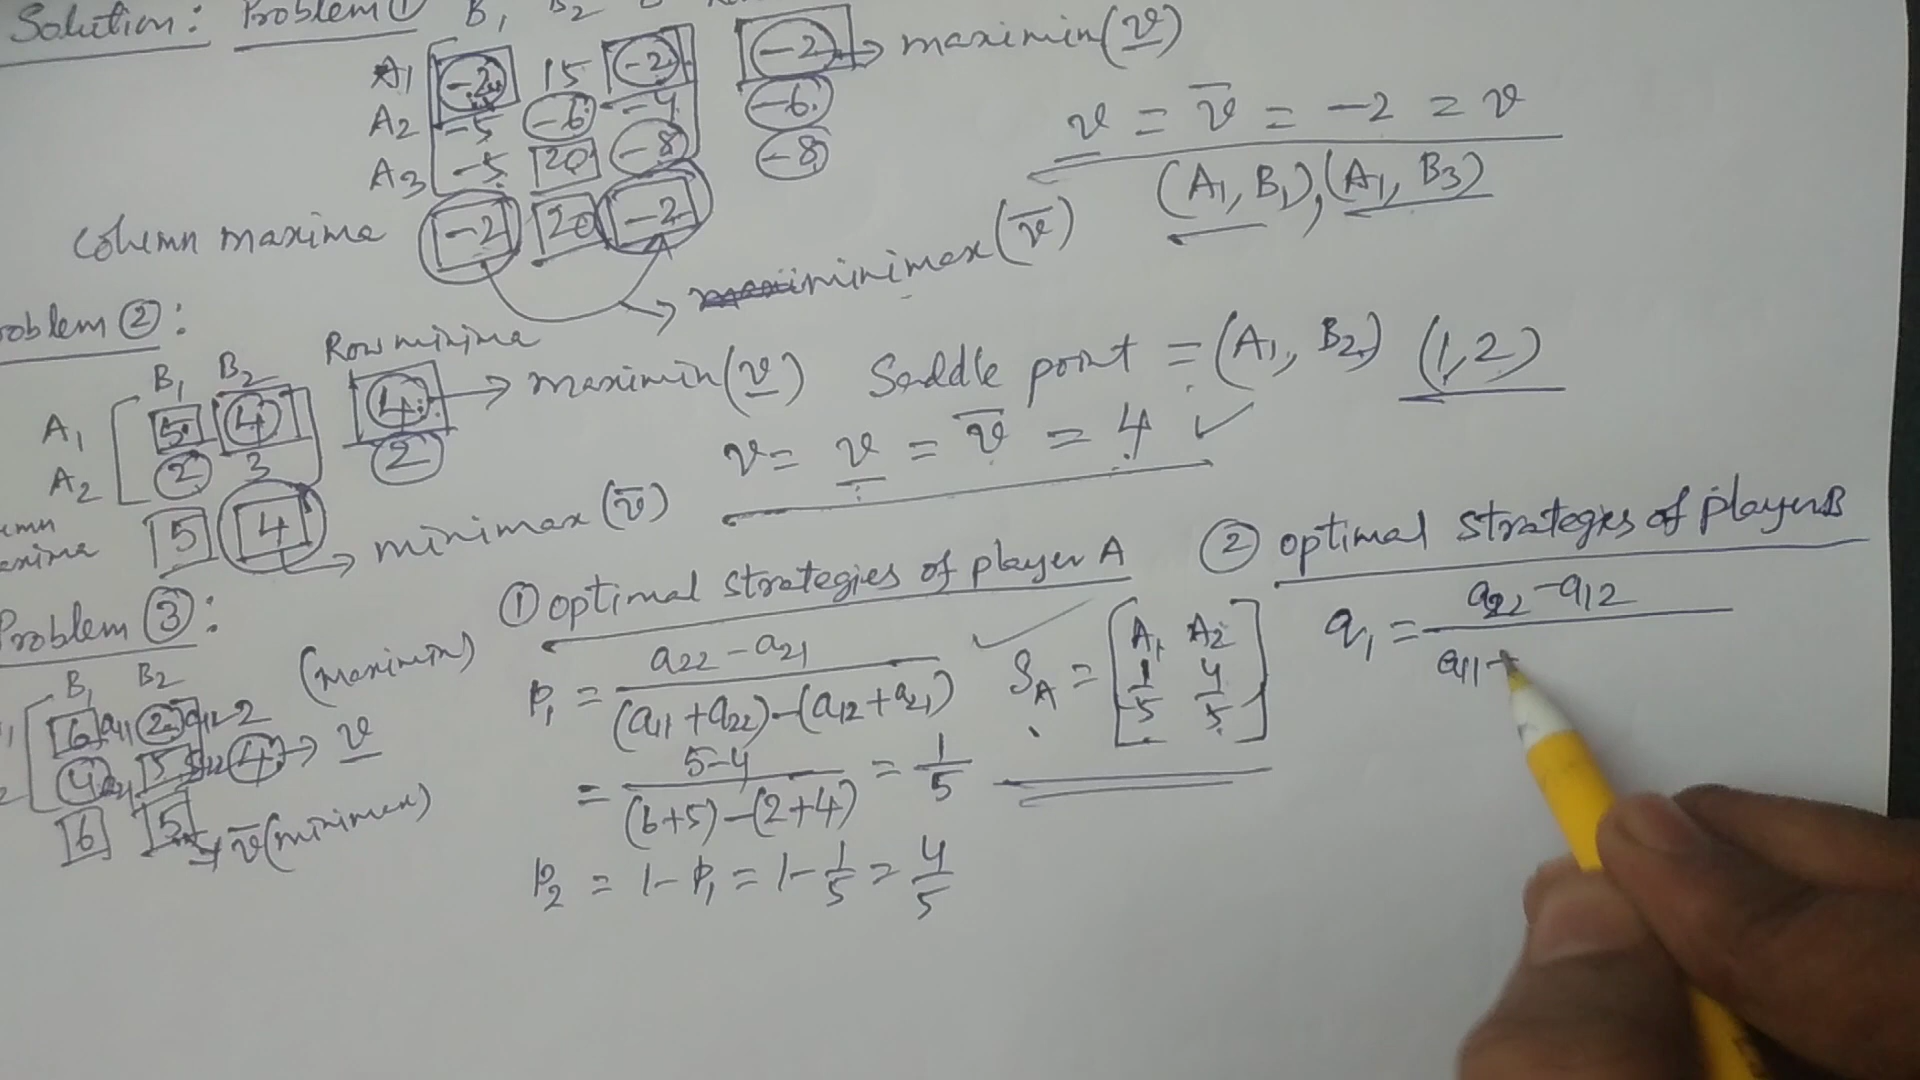 Solution: Problem ① B1 B2
A1 -2 15 -2 -2 → maximin(v)
A2 -5 -6 -4 -6
A3 -5 20 -8 -8
v = v̅ = -2 = v
(A1, B1), (A1, B3)
Column maxima -2 20 -2
→ minimax (v̅)
roblem ②:
B1 B2 Row minima
A1 5 4 4 → maximin(v)
A2 2 3 2
umn
axima 5 4 → minimax (v̅)
Saddle point = (A1, B2) (1,2)
v = v = v̅ = 4 ✓
Problem ③:
B1 B2 (maximin)
6 a11 2 a12 2
4 a21 5 a22 4 → v
6 5 → v̅(minimax)
① optimal strategies of player A
p1 = a22 - a21
(a11 + a22) - (a12 + a21)
= 5-4
(6+5) - (2+4)
= 1/5
p2 = 1 - p1 = 1 - 1/5 = 4/5
SA = [A1 A2
1/5 4/5]
② optimal strategies of player B
q1 = a22 - a12
a11 +